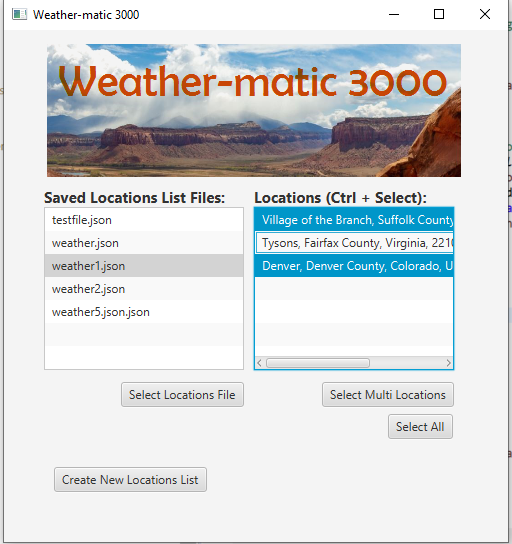 Weather-matic 3000
Weather-matic 3000
Saved Locations List Files:
Locations (Ctrl + Select):
testfile.json
weather.json
weather1.json
weather2.json
weather5.json.json
Village of the Branch, Suffolk County
Tysons, Fairfax County, Virginia, 2210
Denver, Denver County, Colorado, U
Select Locations File
Select Multi Locations
Select All
Create New Locations List